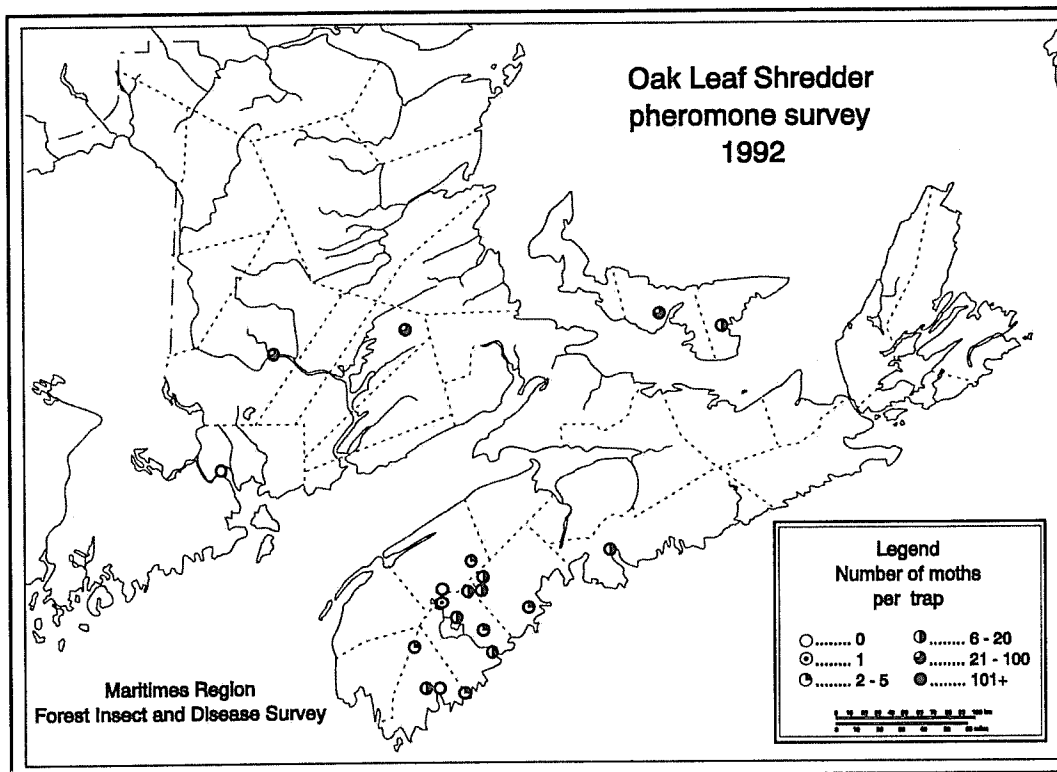 Oak Leaf Shredder
pheromone survey
1992
Legend
Number of moths
per trap
0
1
2 - 5
6 - 20
21 - 100
101+
Maritimes Region
Forest Insect and Disease Survey